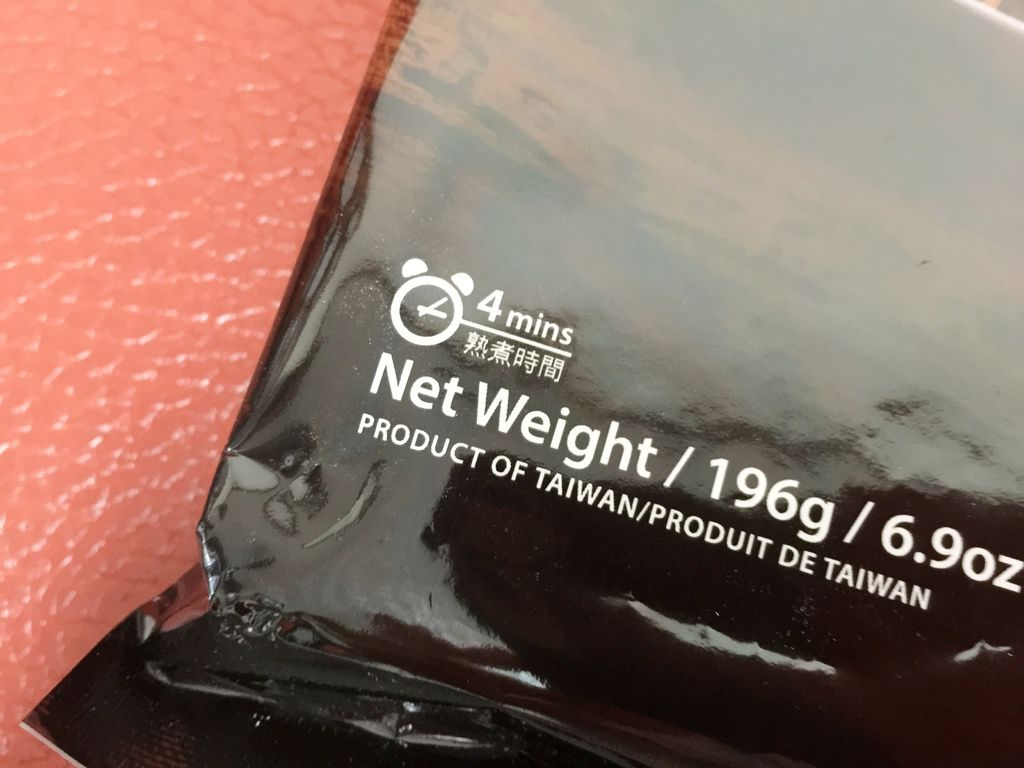 4 mins
熟煮時間
Net Weight / 196g / 6.9oz
PRODUCT OF TAIWAN/PRODUIT DE TAIWAN